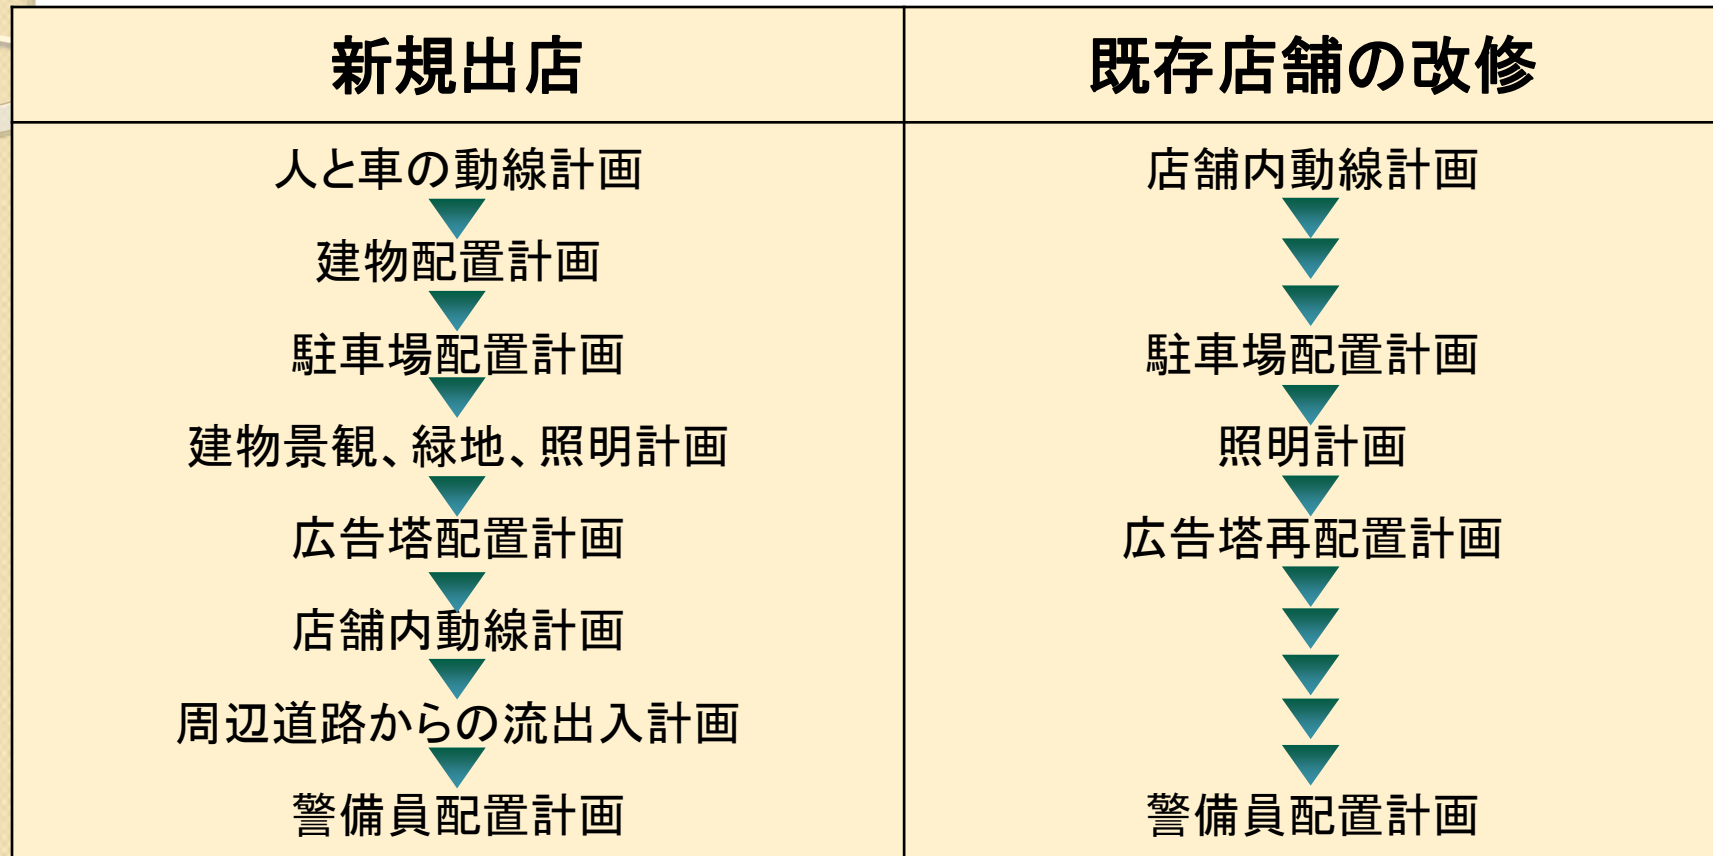 新規出店
人と車の動線計画
建物配置計画
駐車場配置計画
建物景観、緑地、照明計画
広告塔配置計画
店舗内動線計画
周辺道路からの流出入計画
警備員配置計画
既存店舗の改修
店舗内動線計画
駐車場配置計画
照明計画
広告塔再配置計画
警備員配置計画